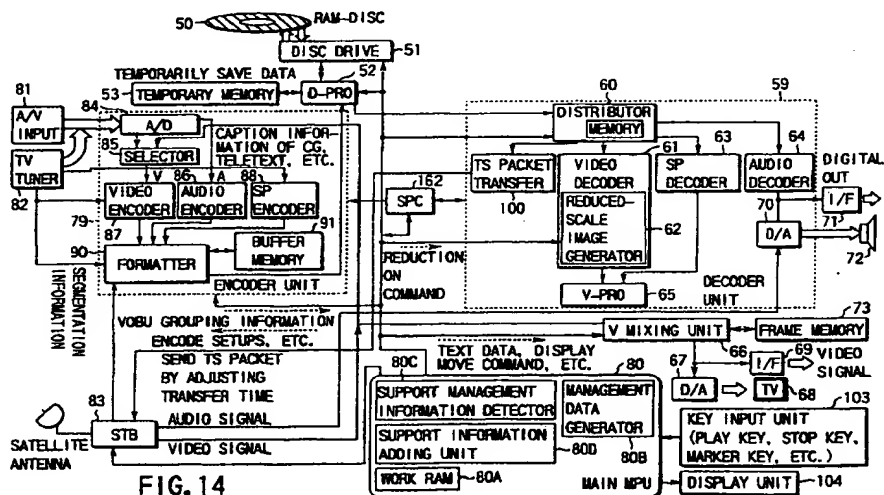 50
RAM-DISC
DISC DRIVE
51
52
TEMPORARILY SAVE DATA
53
TEMPORARY MEMORY
D-PRO
81
A/V
INPUT
84
A/D
85
SELECTOR
CAPTION INFOR-
MATION OF CG,
TELETEXT, ETC.
TV
TUNER
82
V
86
A
88
VIDEO
ENCODER
AUDIO
ENCODER
SP
ENCODER
79
87
91
90
FORMATTER
BUFFER
MEMORY
ENCODER UNIT
SEGMENTATION
INFORMATION
162
SPC
REDUCTION
ON
COMMAND
60
59
DISTRIBUTOR
MEMORY
61
63
64
TS PACKET
TRANSFER
100
VIDEO
DECODER
REDUCED-
SCALE
IMAGE
GENERATOR
62
SP
DECODER
AUDIO
DECODER
DIGITAL
OUT
70
I/F
71
D/A
72
V-PRO
65
DECODER
UNIT
73
VOBU GROUPING INFORMATION
ENCODE SETUPS, ETC.
SEND TS PACKET
BY ADJUSTING
TRANSFER TIME
V MIXING UNIT
66
FRAME MEMORY
TEXT DATA, DISPLAY
MOVE COMMAND, ETC.
67
69
I/F
VIDEO
SIGNAL
D/A
TV
68
83
STB
AUDIO SIGNAL
VIDEO SIGNAL
SATELLITE
ANTENNA
80C
80
SUPPORT MANAGEMENT
INFORMATION DETECTOR
MANAGEMENT
DATA
GENERATOR
80B
SUPPORT INFORMATION
ADDING UNIT
80D
WORK RAM
80A
MAIN MPU
103
KEY INPUT UNIT
(PLAY KEY, STOP KEY,
MARKER KEY, ETC.)
DISPLAY UNIT
104
FIG. 14